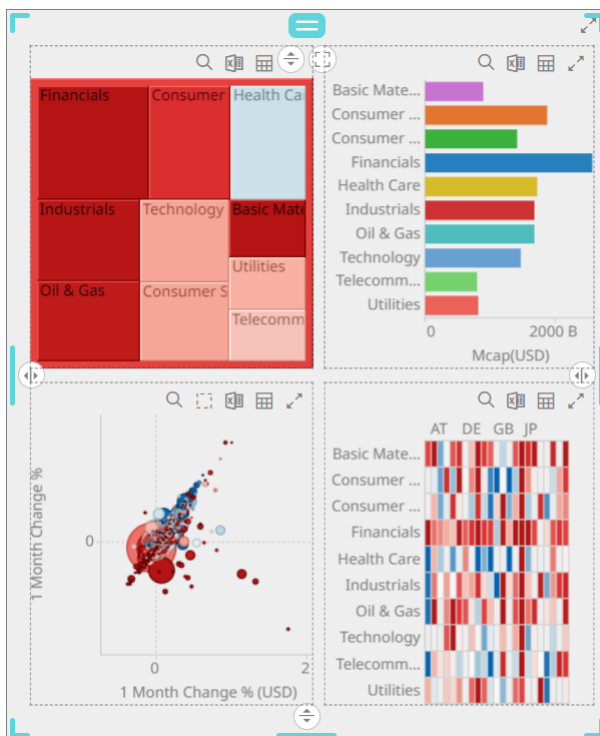 Financials
Consumer
Health Ca
Industrials
Technology
Basic Mate
Utilities
Oil & Gas
Consumer S
Telecomm
Basic Mate...
Consumer ...
Consumer ...
Financials
Health Care
Industrials
Oil & Gas
Technology
Telecomm...
Utilities
0 2000 B
Mcap(USD)
1 Month Change %
0
0 2
1 Month Change % (USD)
AT DE GB JP
Basic Mate...
Consumer ...
Consumer ...
Financials
Health Care
Industrials
Oil & Gas
Technology
Telecomm...
Utilities